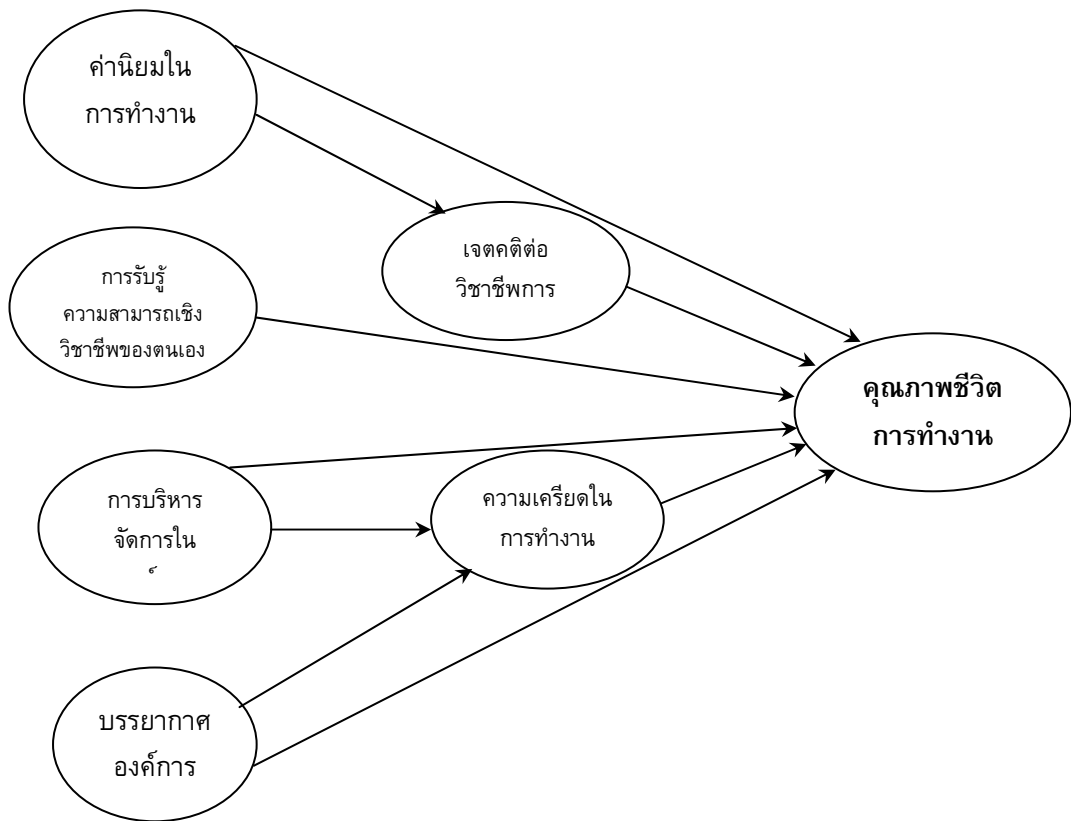 ค่านิยมใน
การทำงาน
เจตคติต่อ
วิชาชีพการ
การรับรู้
ความสามารถเชิง
วิชาชีพของตนเอง
คุณภาพชีวิต
การทำงาน
การบริหาร
จัดการใน
ความเครียดใน
การทำงาน
บรรยากาศ
องค์การ